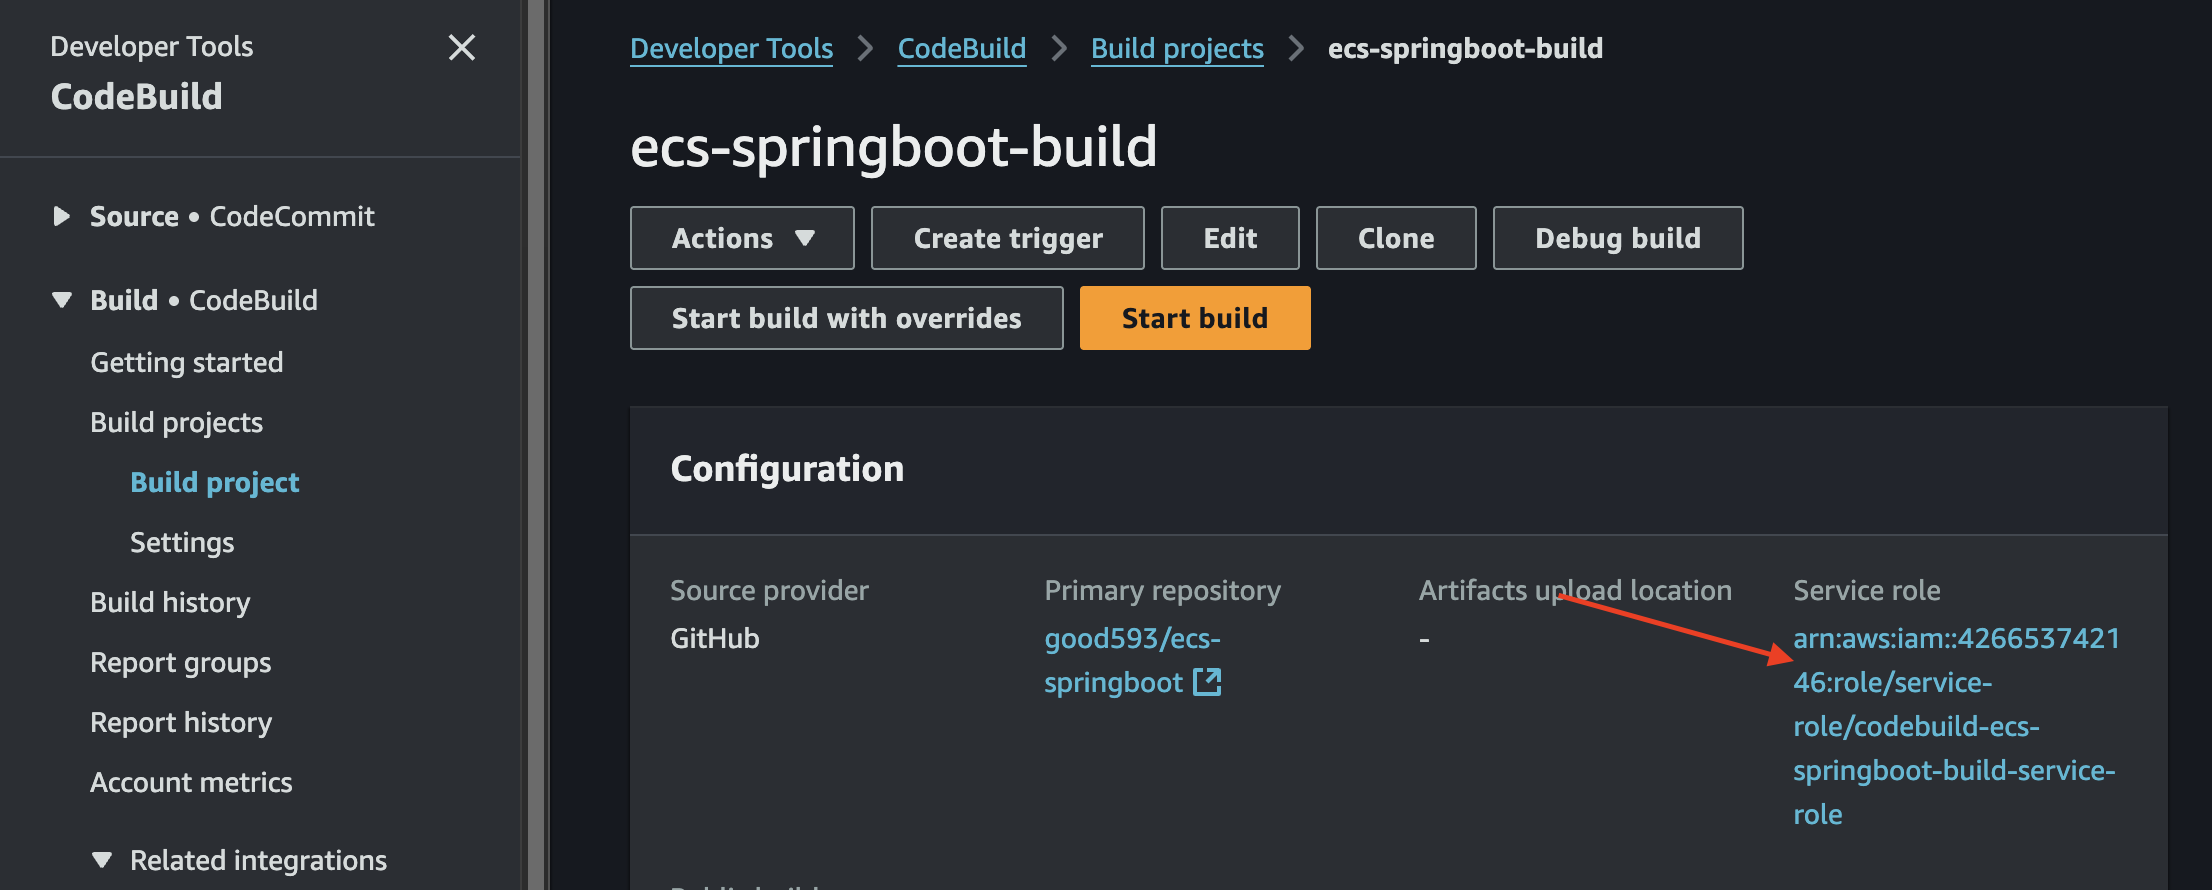 Developer Tools
CodeBuild
Source • CodeCommit
Build • CodeBuild
Getting started
Build projects
Build project
Settings
Build history
Report groups
Report history
Account metrics
Related integrations
Developer Tools > CodeBuild > Build projects > ecs-springboot-build
ecs-springboot-build
Actions Create trigger Edit Clone Debug build
Start build with overrides Start build
Configuration
Source provider
GitHub
Primary repository
good593/ecs-
springboot
Artifacts upload location
-
Service role
arn:aws:iam::4266537421
46:role/service-
role/codebuild-ecs-
springboot-build-service-
role